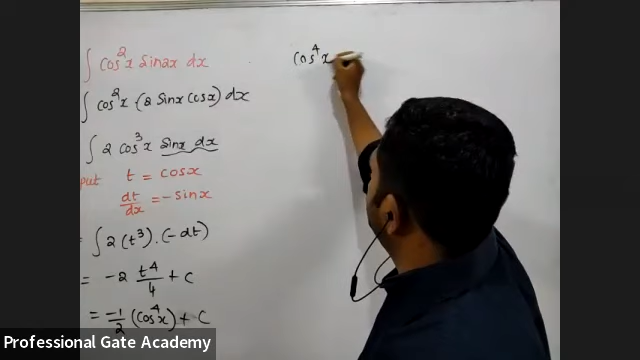 ∫ cos²x sin2x dx
∫ cos²x · (2 sinx cosx) dx
∫ 2 cos³x sinx dx
put t = cosx
dt/dx = -sinx
= ∫ 2 (t³) · (-dt)
= -2 t⁴/4 + c
= -1/2 (cos⁴x) + c
cos⁴x
Professional Gate Academy